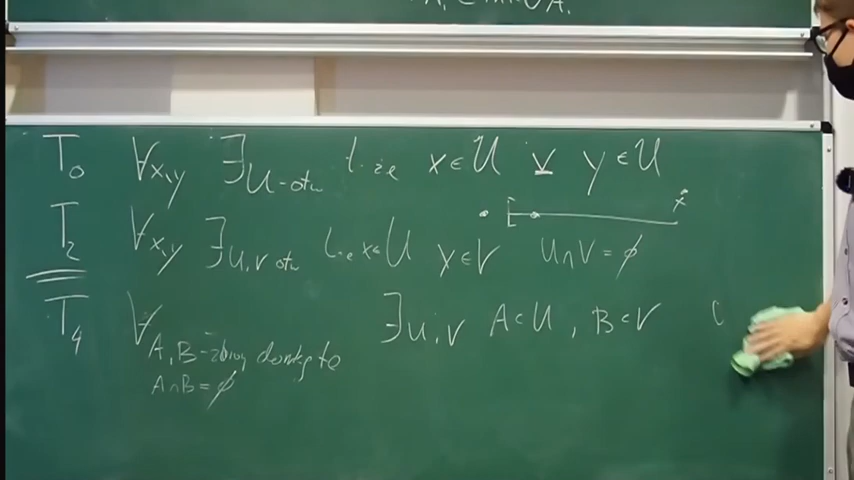 T₀ ∀x,y ∃U-otw t.że x∈U ⊻ y∈U
T₂ ∀x,y ∃U,V otw t.że x∈U y∈V U∩V=∅
T₄ ∀A,B-zbiory domknięte ∃U,V A⊂U, B⊂V
A∩B=∅